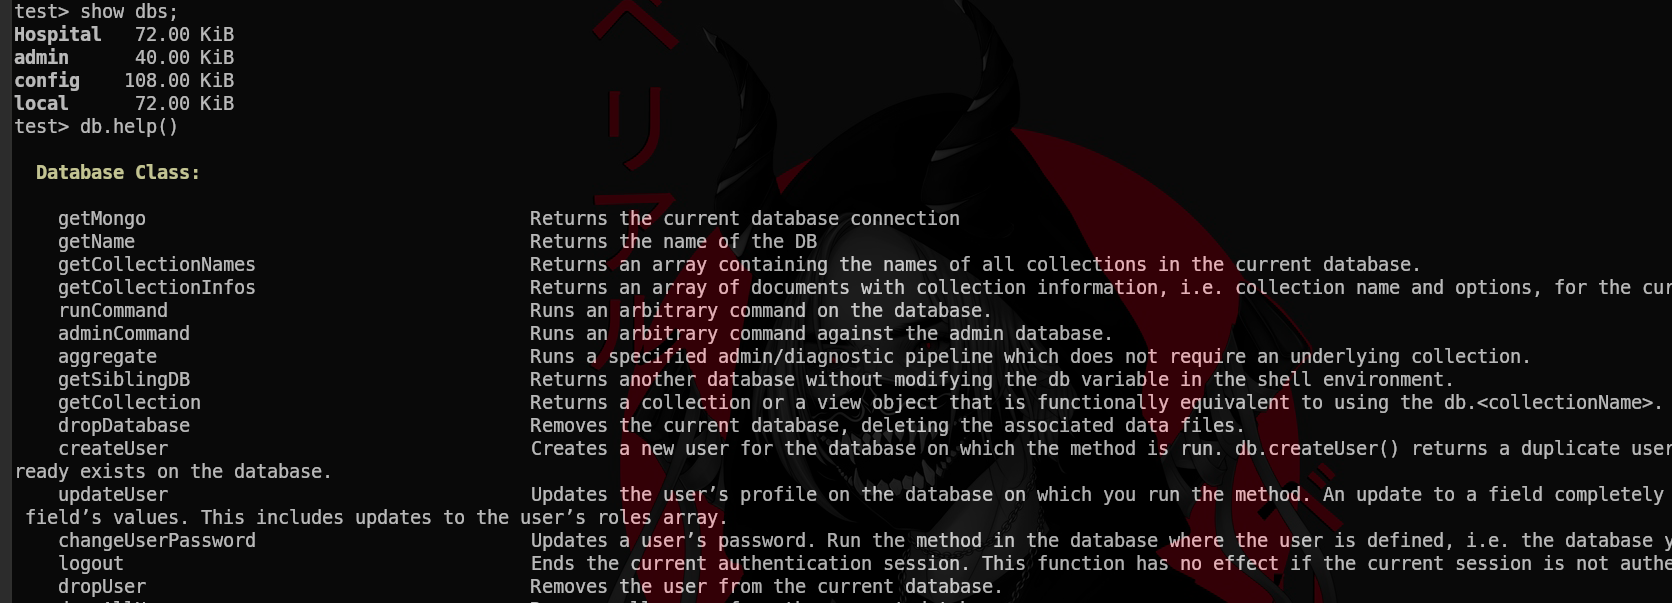 test> show dbs;
Hospital   72.00 KiB
admin      40.00 KiB
config    108.00 KiB
local      72.00 KiB
test> db.help()
Database Class:
getMongo Returns the current database connection
getName Returns the name of the DB
getCollectionNames Returns an array containing the names of all collections in the current database.
getCollectionInfos Returns an array of documents with collection information, i.e. collection name and options, for the cur
runCommand Runs an arbitrary command on the database.
adminCommand Runs an arbitrary command against the admin database.
aggregate Runs a specified admin/diagnostic pipeline which does not require an underlying collection.
getSiblingDB Returns another database without modifying the db variable in the shell environment.
getCollection Returns a collection or a view object that is functionally equivalent to using the db.<collectionName>.
dropDatabase Removes the current database, deleting the associated data files.
createUser Creates a new user for the database on which the method is run. db.createUser() returns a duplicate user
ready exists on the database.
updateUser Updates the user’s profile on the database on which you run the method. An update to a field completely
field’s values. This includes updates to the user’s roles array.
changeUserPassword Updates a user’s password. Run the method in the database where the user is defined, i.e. the database y
logout Ends the current authentication session. This function has no effect if the current session is not authe
dropUser Removes the user from the current database.
ベリアル